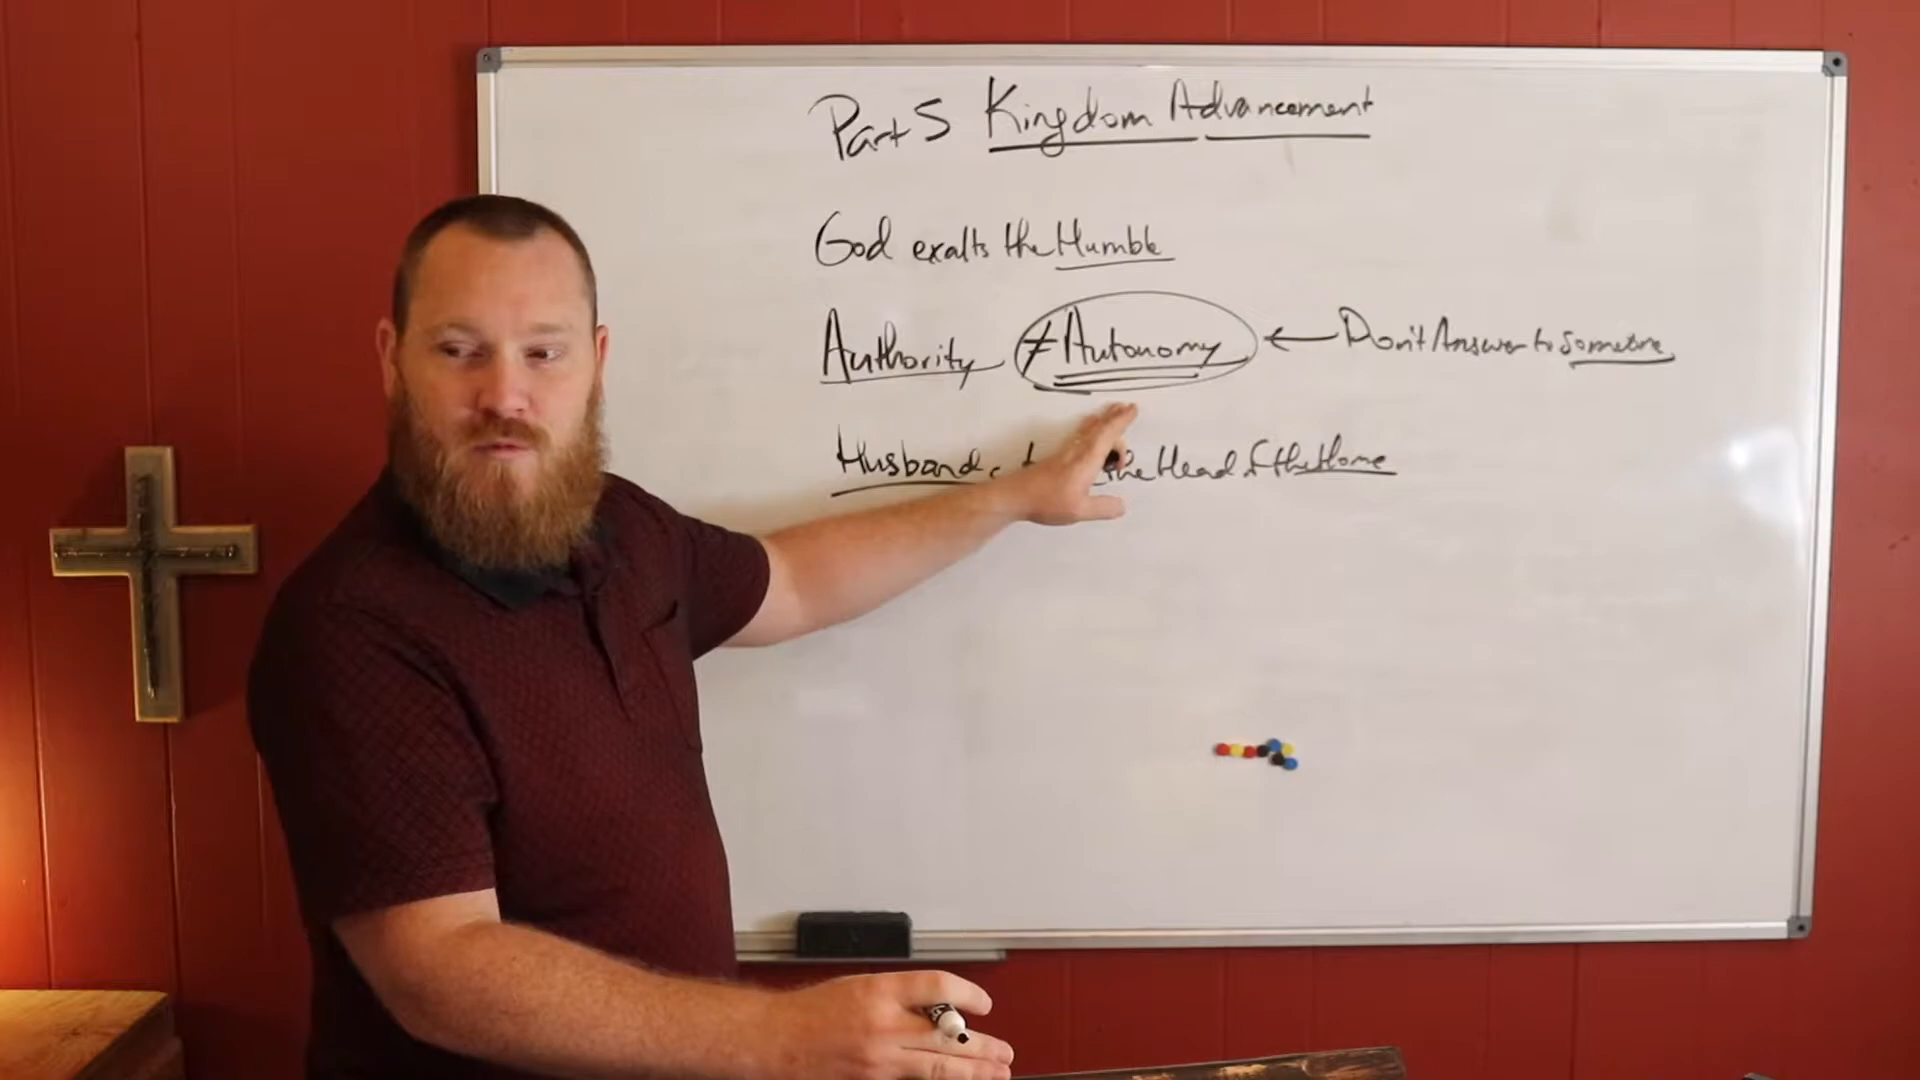 Part 5 Kingdom Advancement
God exalts the Humble
Authority ≠ Autonomy ← Don't Answer to Someone
Husband the Head of the Home